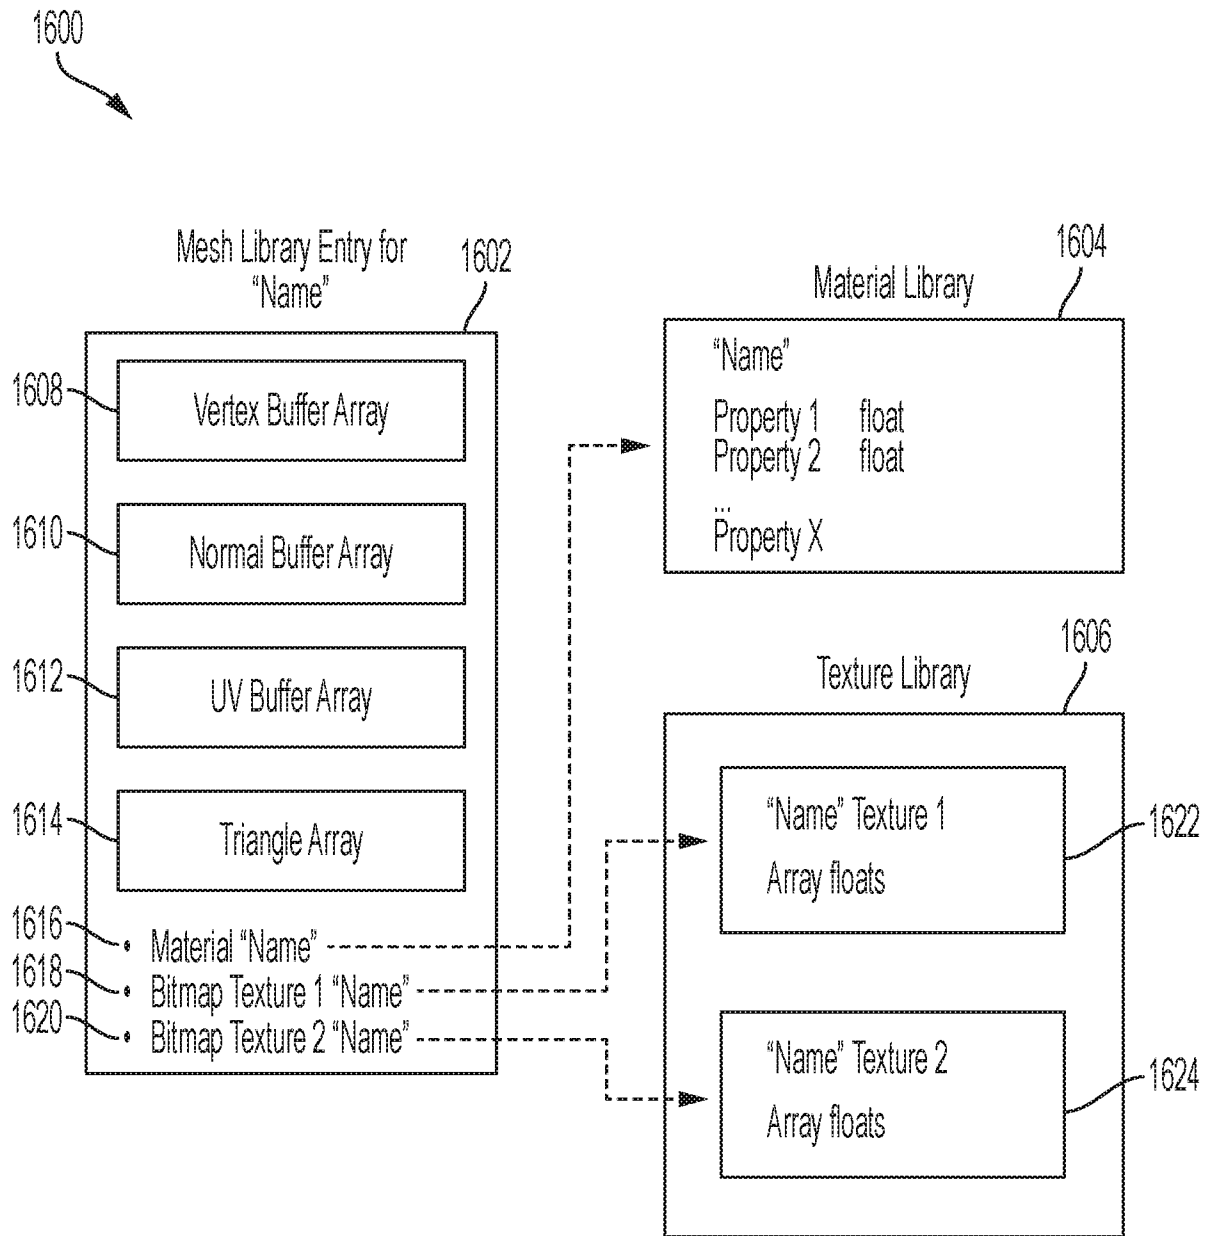 1600
Mesh Library Entry for
“Name”
1602
1608
Vertex Buffer Array
1610
Normal Buffer Array
1612
UV Buffer Array
1614
Triangle Array
1616
Material “Name”
1618
Bitmap Texture 1 “Name”
1620
Bitmap Texture 2 “Name”
Material Library
1604
“Name”
Property 1 float
Property 2 float
...
Property X
Texture Library
1606
“Name” Texture 1
Array floats
1622
“Name” Texture 2
Array floats
1624